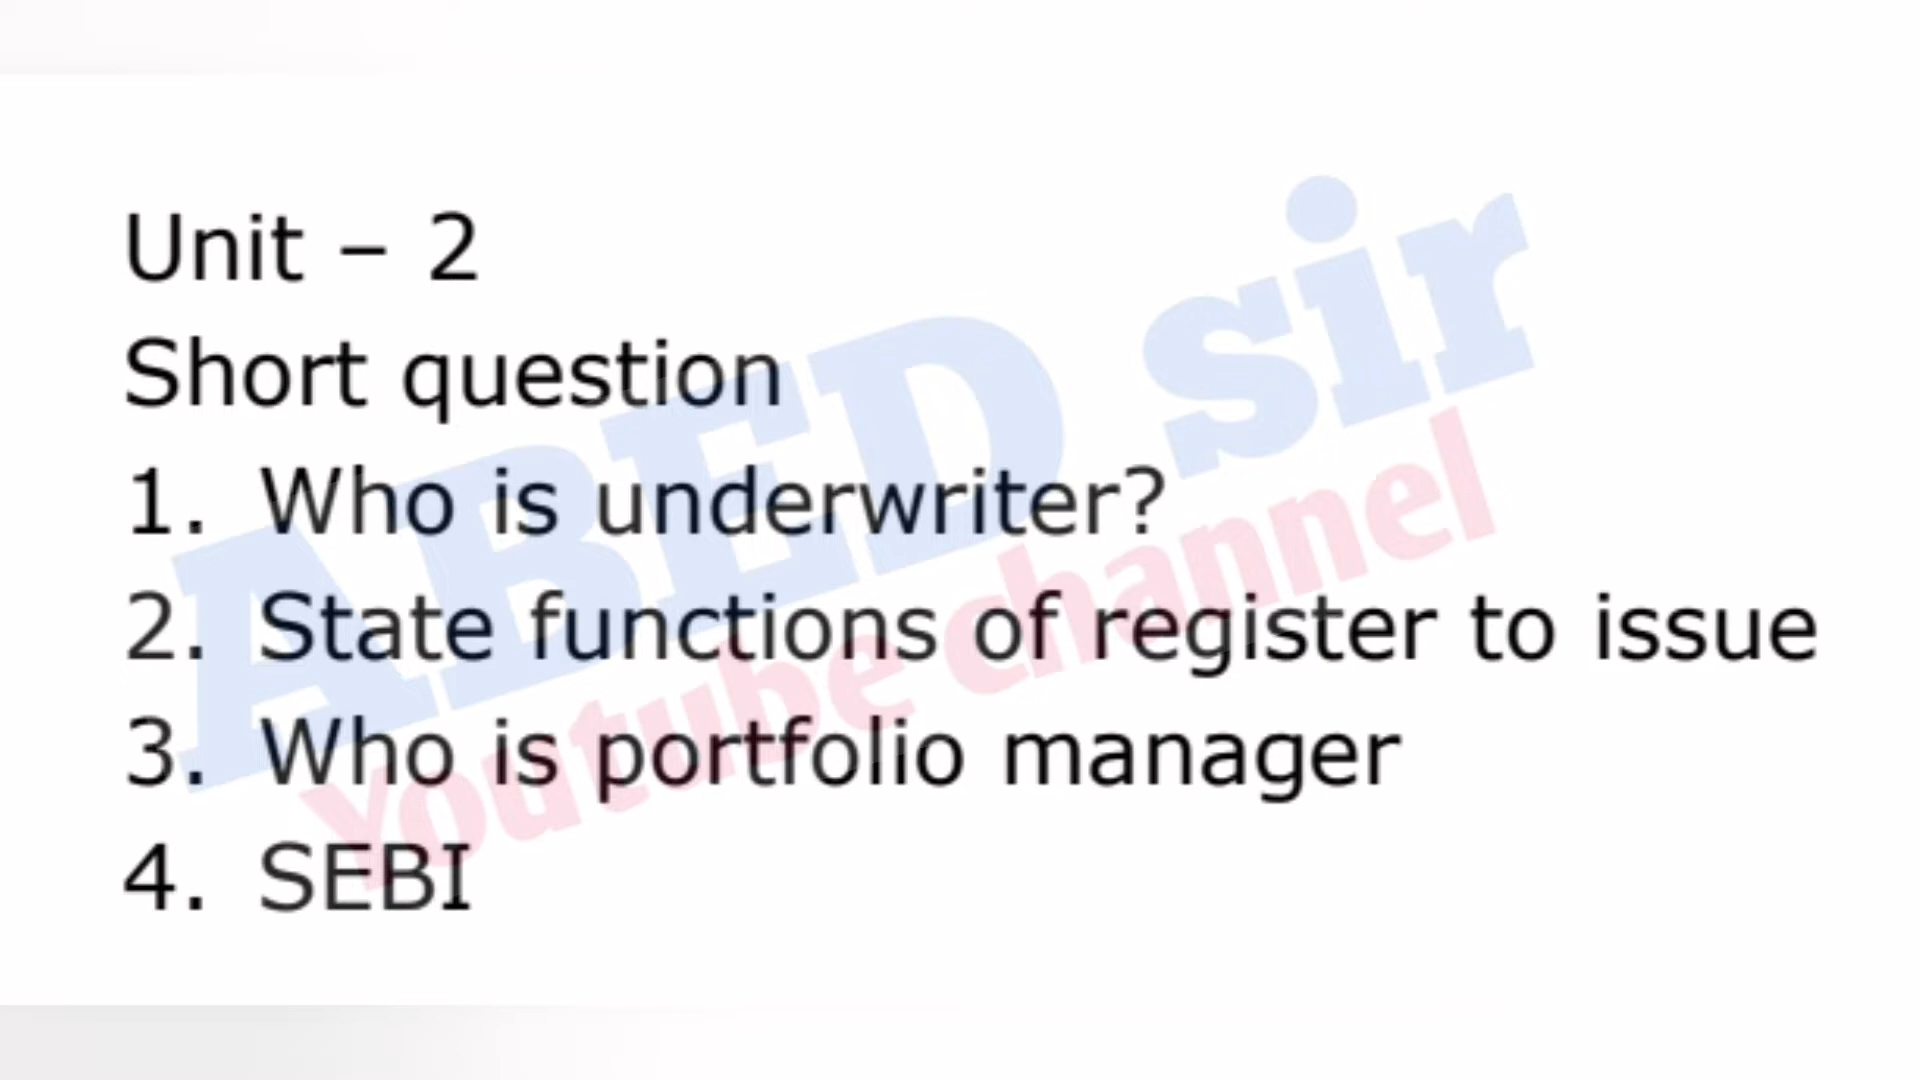 Unit – 2
Short question
1. Who is underwriter?
2. State functions of register to issue
3. Who is portfolio manager
4. SEBI
ABED sir
Youtube channel